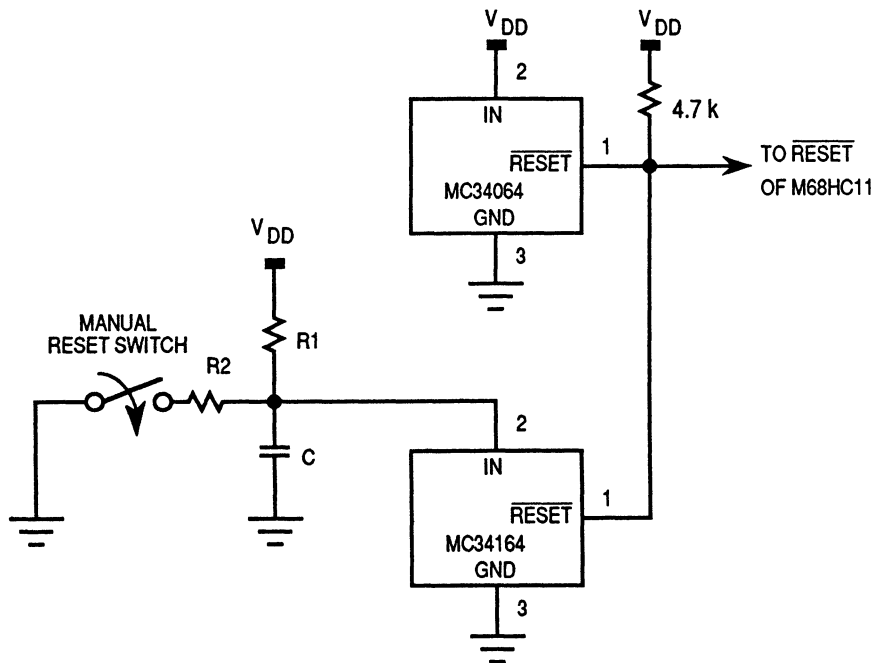 V DD
V DD
2
IN
4.7 k
1
RESET
TO RESET
MC34064
OF M68HC11
GND
3
V DD
MANUAL
RESET SWITCH
R1
R2
2
C
IN
1
RESET
MC34164
GND
3